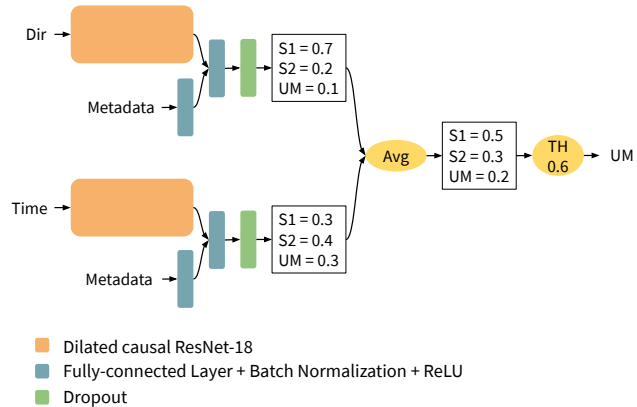 Dir
Metadata
S1 = 0.7
S2 = 0.2
UM = 0.1
Avg
S1 = 0.5
S2 = 0.3
UM = 0.2
TH
0.6
UM
Time
Metadata
S1 = 0.3
S2 = 0.4
UM = 0.3
Dilated causal ResNet-18
Fully-connected Layer + Batch Normalization + ReLU
Dropout